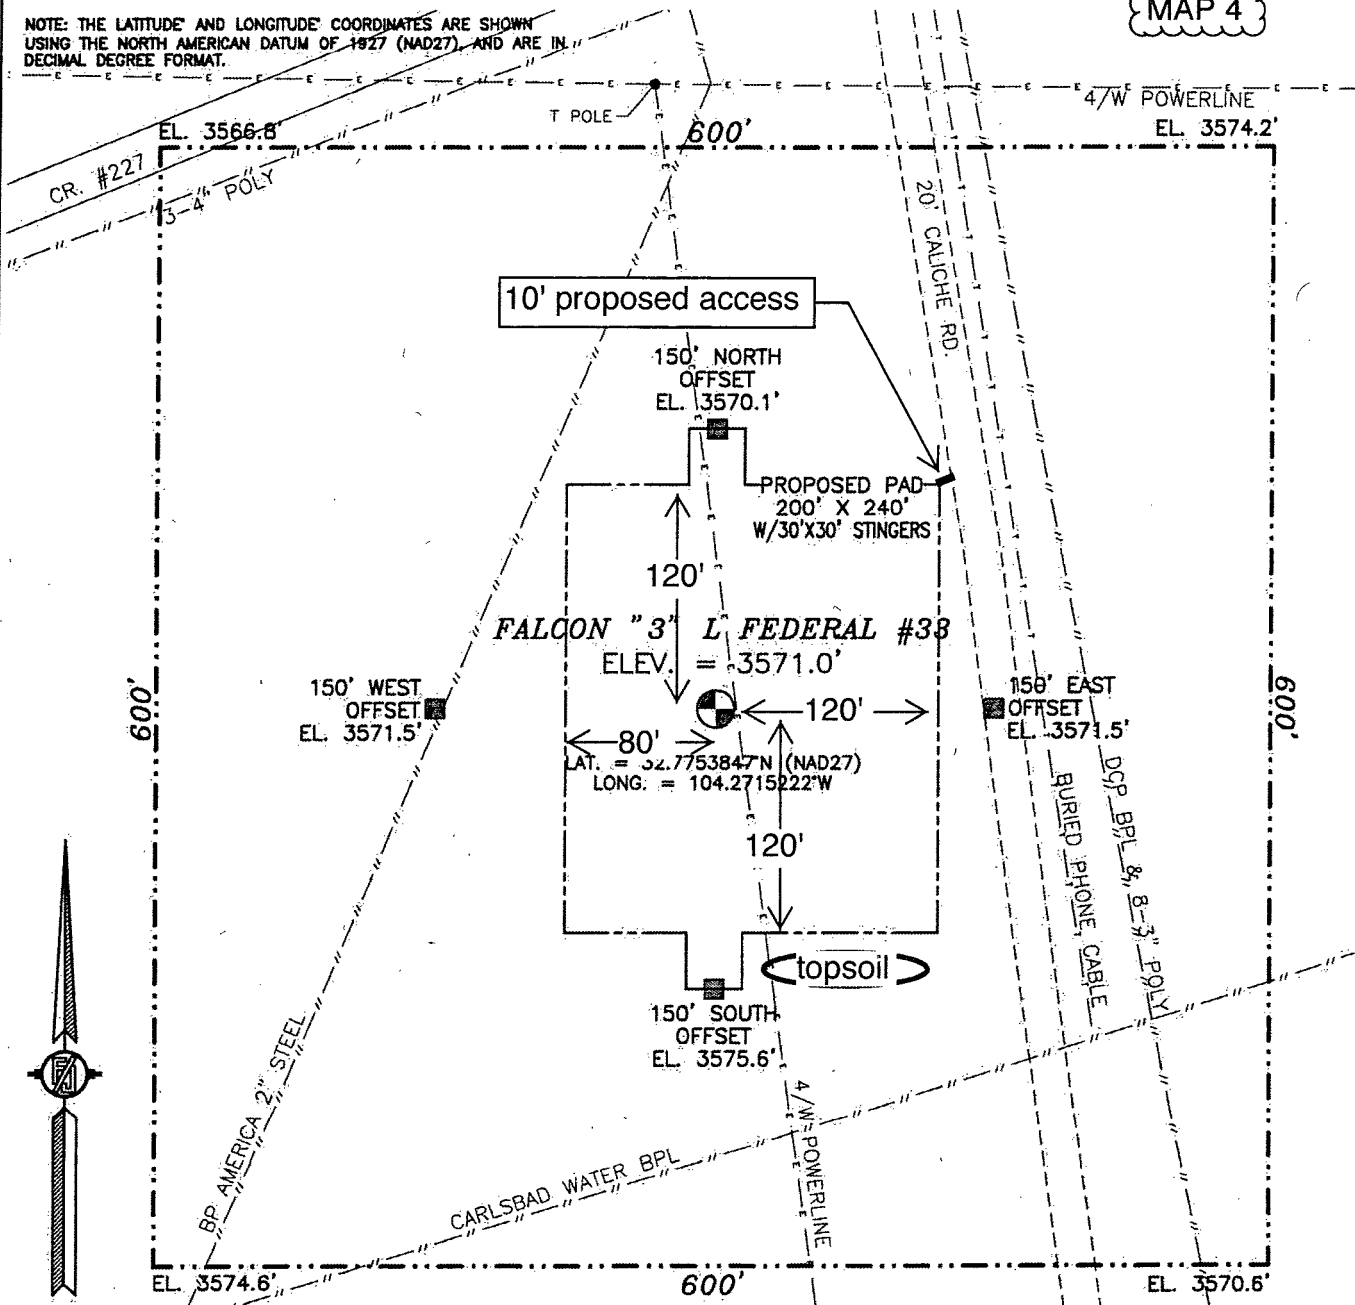 MAP 4
NOTE: THE LATITUDE AND LONGITUDE COORDINATES ARE SHOWN
USING THE NORTH AMERICAN DATUM OF 1927 (NAD27), AND ARE IN
DECIMAL DEGREE FORMAT.
T POLE
4/W POWERLINE
EL. 3566.8'
600'
EL. 3574.2'
CR. #227
3-4" POLY
20' CALICHE RD.
10' proposed access
150' NORTH
OFFSET
EL. 3570.1'
PROPOSED PAD
200' X 240'
W/30'X30' STINGERS
120'
FALCON "3" L FEDERAL #33
ELEV. = 3571.0'
600'
150' WEST
OFFSET
EL. 3571.5'
120'
150' EAST
OFFSET
EL. 3571.5'
600'
80'
LAT. = 32.7753847°N (NAD27)
LONG. = 104.2715222°W
120'
BURIED PHONE CABLE
DCP BPL & 8-3" POLY
topsoil
150' SOUTH
OFFSET
EL. 3575.6'
BP AMERICA 2" STEEL
CARLSBAD WATER BPL
4/W POWERLINE
EL. 3574.6'
600'
EL. 3570.6'